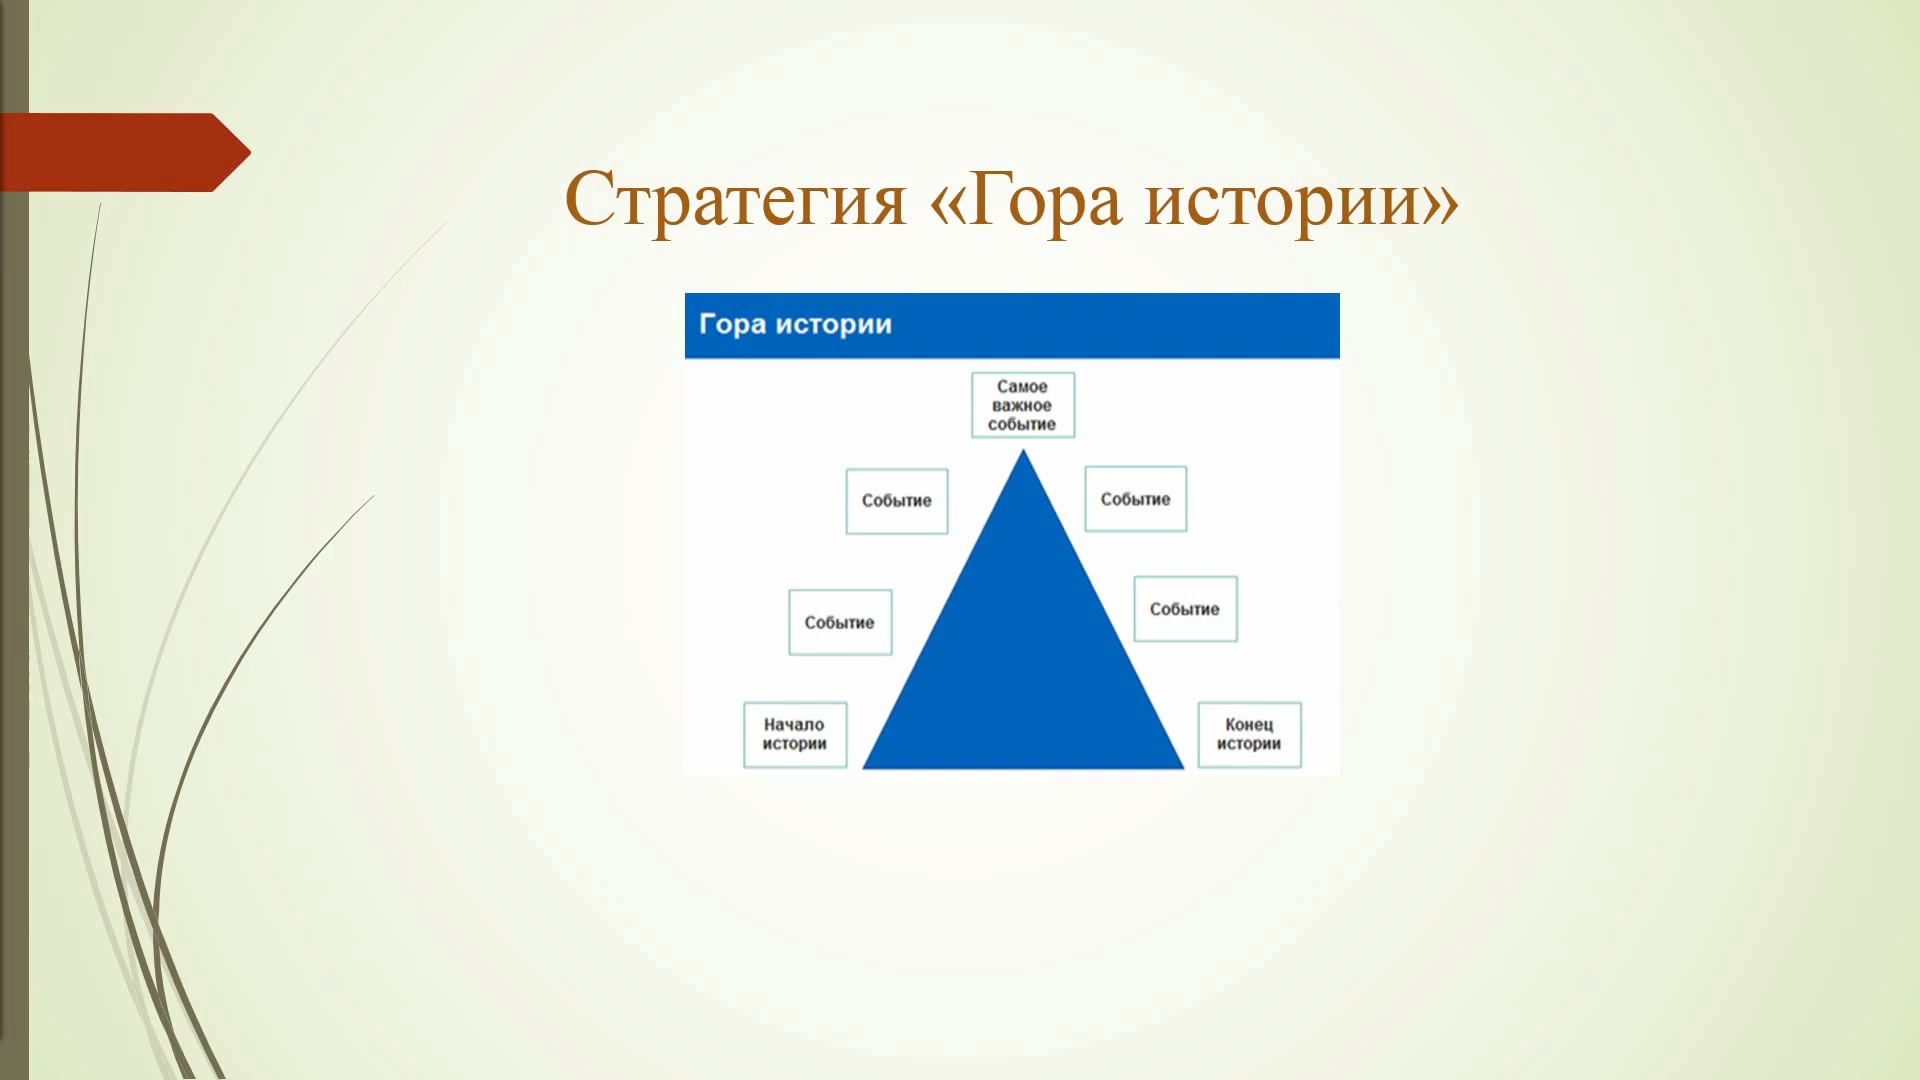 Стратегия «Гора истории»
Гора истории
Самое
важное
событие
Событие
Событие
Событие
Событие
Начало
истории
Конец
истории